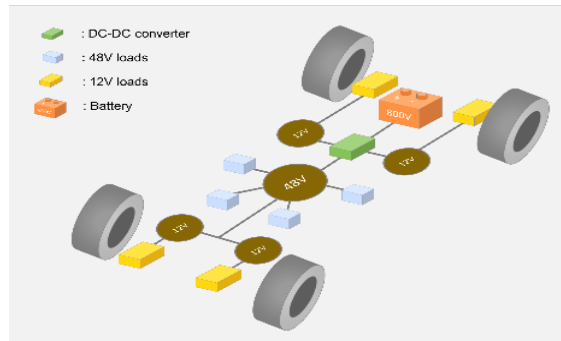 : DC-DC converter
: 48V loads
: 12V loads
: Battery
800V
12V
12V
48V
12V
12V